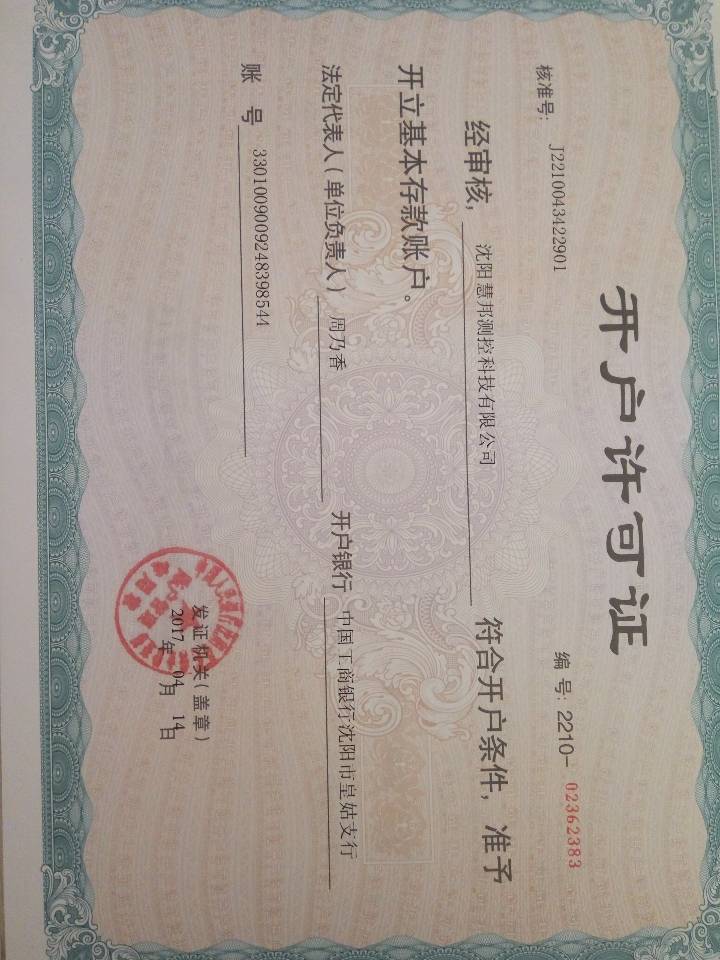 开户许可证
核准号: J2210043422901
编号: 2210-02362383
经审核, 沈阳慧邦测控科技有限公司 符合开户条件, 准予
开立基本存款账户。
法定代表人(单位负责人) 周乃香 开户银行 中国工商银行沈阳市皇姑支行
账 号 3301009009248398544
发证机关(盖章)
2017年04月14日